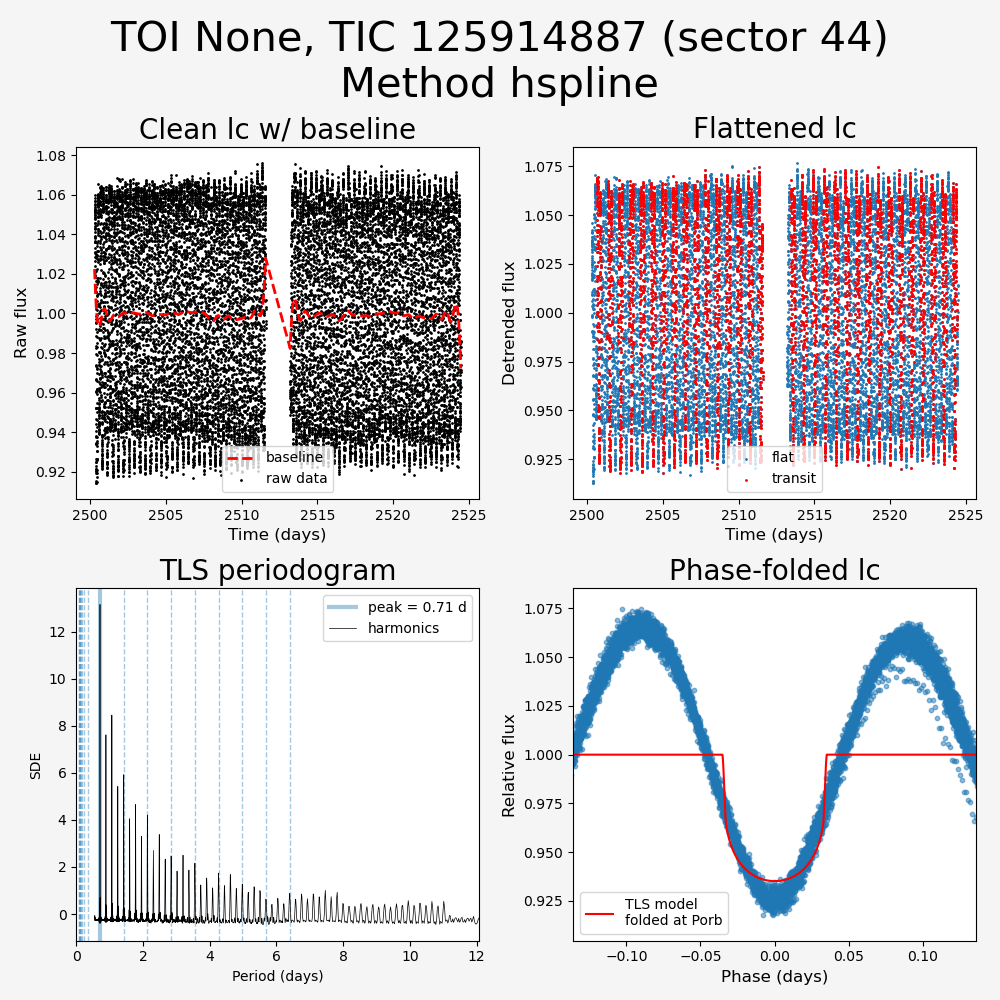 TOI None, TIC 125914887 (sector 44)
Method hspline
Clean lc w/ baseline
1.08
1.06
1.04
1.02
1.00
0.98
0.96
0.94
0.92
Raw flux
baseline
raw data
2500
2505
2510
2515
2520
2525
Time (days)
Flattened lc
1.075
1.050
1.025
1.000
0.975
0.950
0.925
Detrended flux
flat
transit
2500
2505
2510
2515
2520
2525
Time (days)
TLS periodogram
12
10
8
6
4
2
0
SDE
peak = 0.71 d
harmonics
0
2
4
6
8
10
12
Period (days)
Phase-folded lc
1.075
1.050
1.025
1.000
0.975
0.950
0.925
Relative flux
TLS model
folded at Porb
−0.10
−0.05
0.00
0.05
0.10
Phase (days)